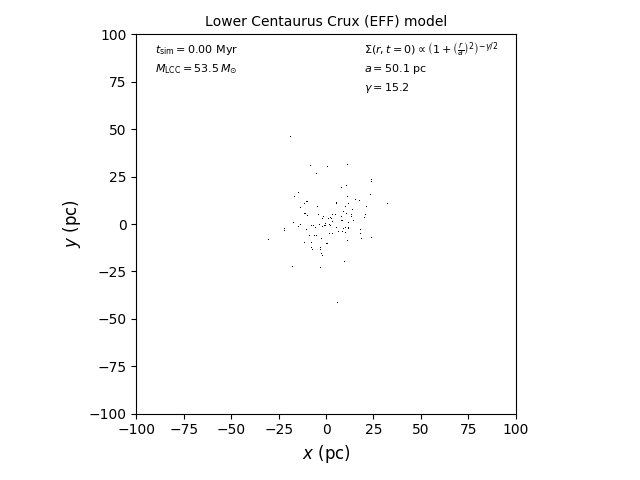 Lower Centaurus Crux (EFF) model
t_sim = 0.00 Myr
M_LCC = 53.5 M_⊙
Σ(r, t = 0) ∝ (1 + (r/a)^2)^{−γ/2}
a = 50.1 pc
γ = 15.2
100
75
50
25
0
−25
−50
−75
−100
y (pc)
−100 −75 −50 −25 0 25 50 75 100
x (pc)